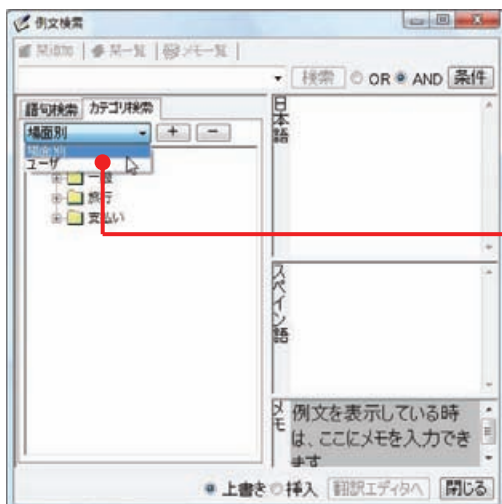 例文検索
栞追加 栞一覧 メモ一覧
検索 OR AND 条件
語句検索 カテゴリ検索
場面別 + -
場面別
ユーザ
一般
旅行
支払い
日本語
スペイン語
メモ
例文を表示している時
は、ここにメモを入力でき
ます
上書き 挿入 翻訳エディタへ 閉じる